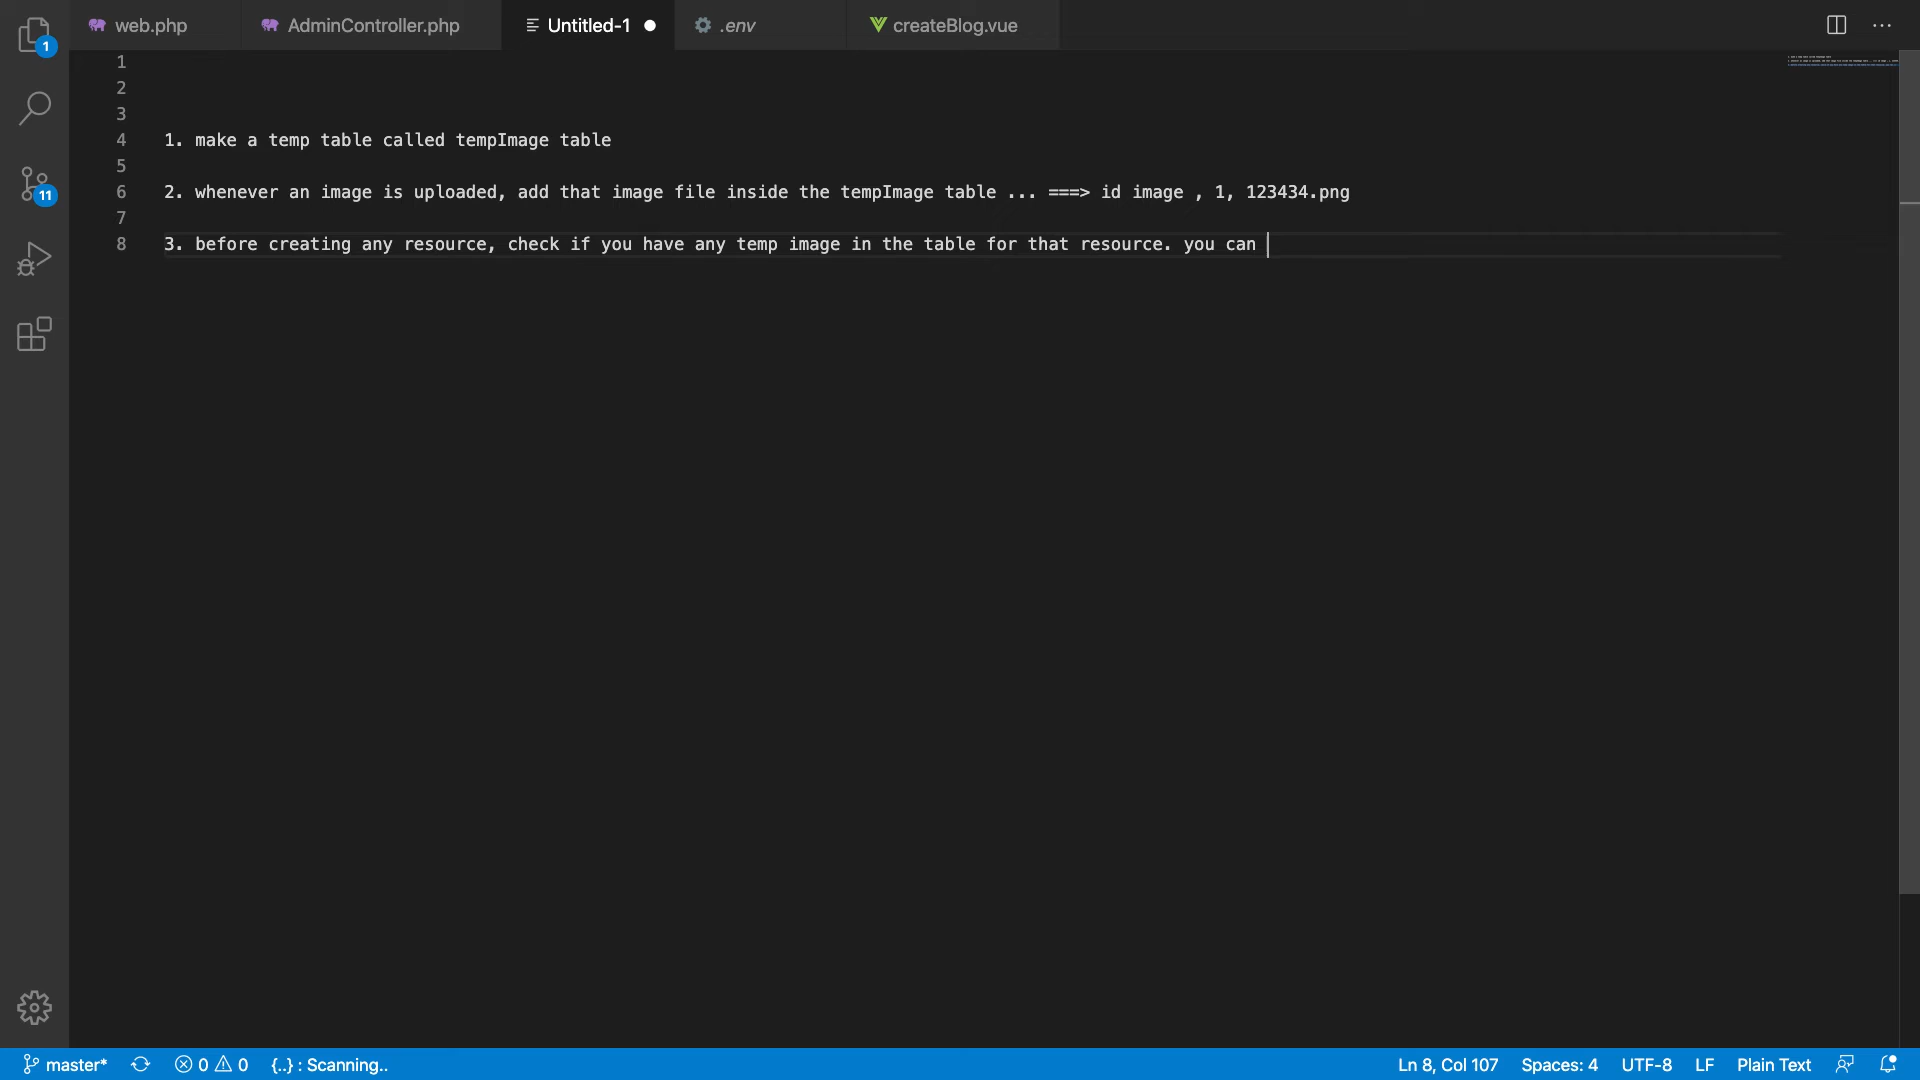 web.php
AdminController.php
Untitled-1
.env
createBlog.vue
1
11
1
2
3
4 1. make a temp table called tempImage table
5
6 2. whenever an image is uploaded, add that image file inside the tempImage table ... ===> id image , 1, 123434.png
7
8 3. before creating any resource, check if you have any temp image in the table for that resource. you can
master* 0 0 {..} : Scanning.. Ln 8, Col 107 Spaces: 4 UTF-8 LF Plain Text